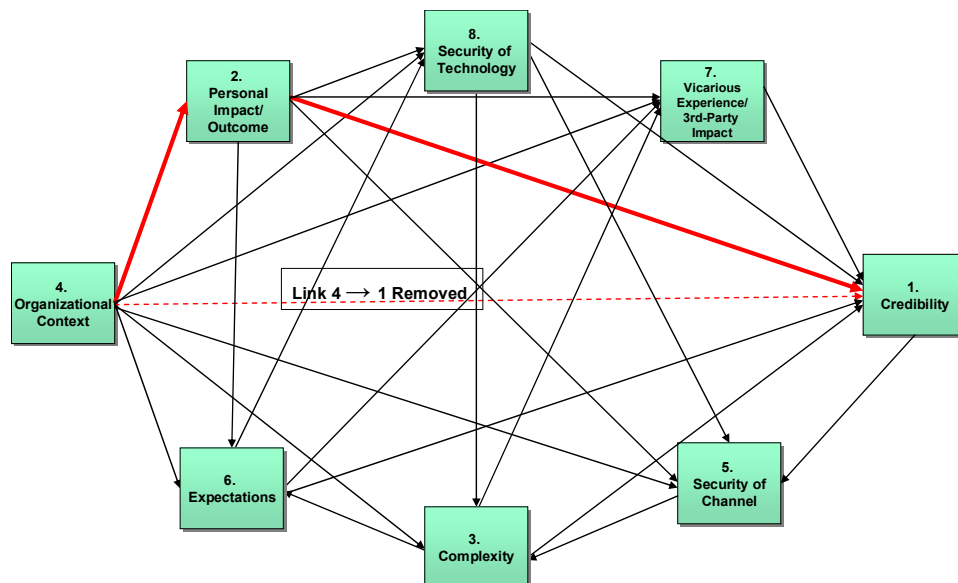 8.
Security of
Technology
2.
Personal
Impact/
Outcome
7.
Vicarious
Experience/
3rd-Party
Impact
4.
Organizational
Context
Link 4 → 1 Removed
1.
Credibility
6.
Expectations
5.
Security of
Channel
3.
Complexity